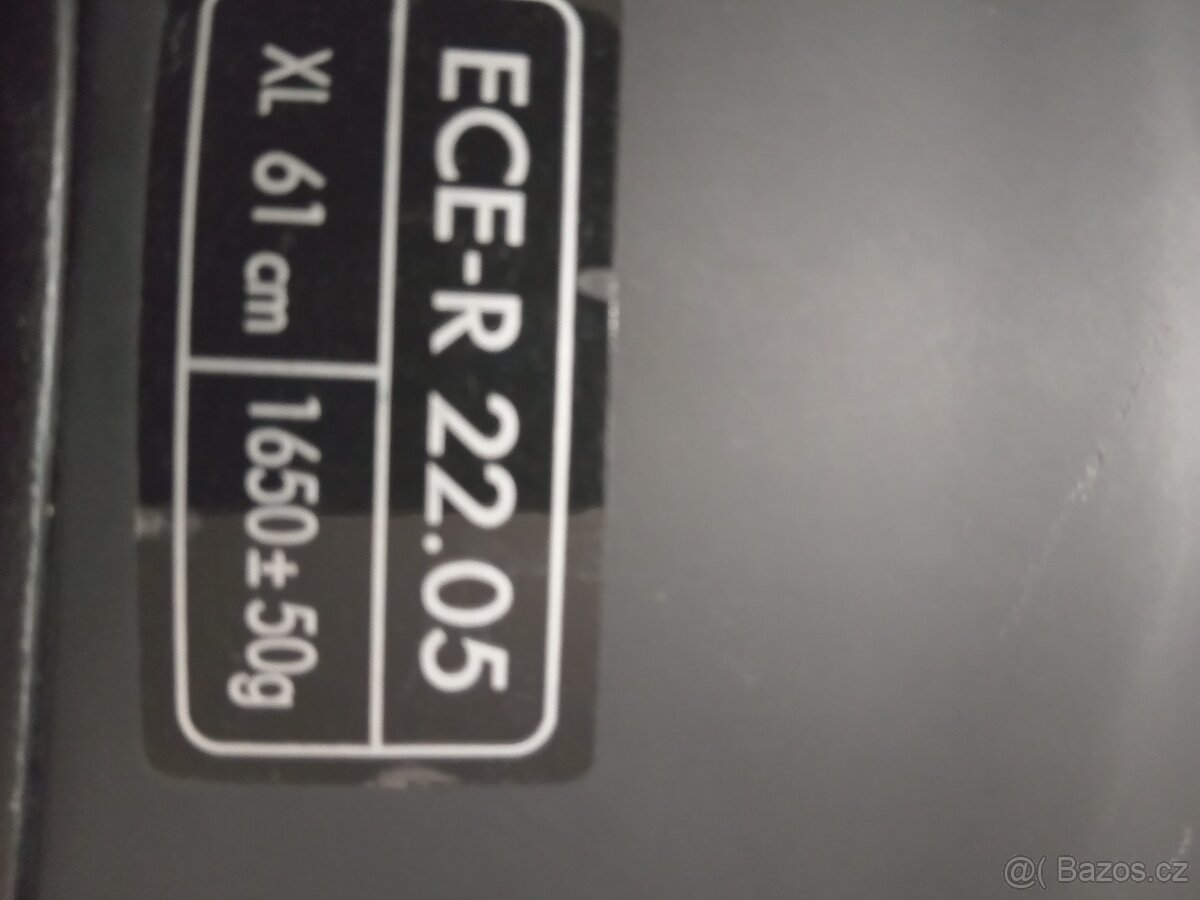 ECE-R 22.05
XL 61 cm
1650±50g
@( Bazos.cz